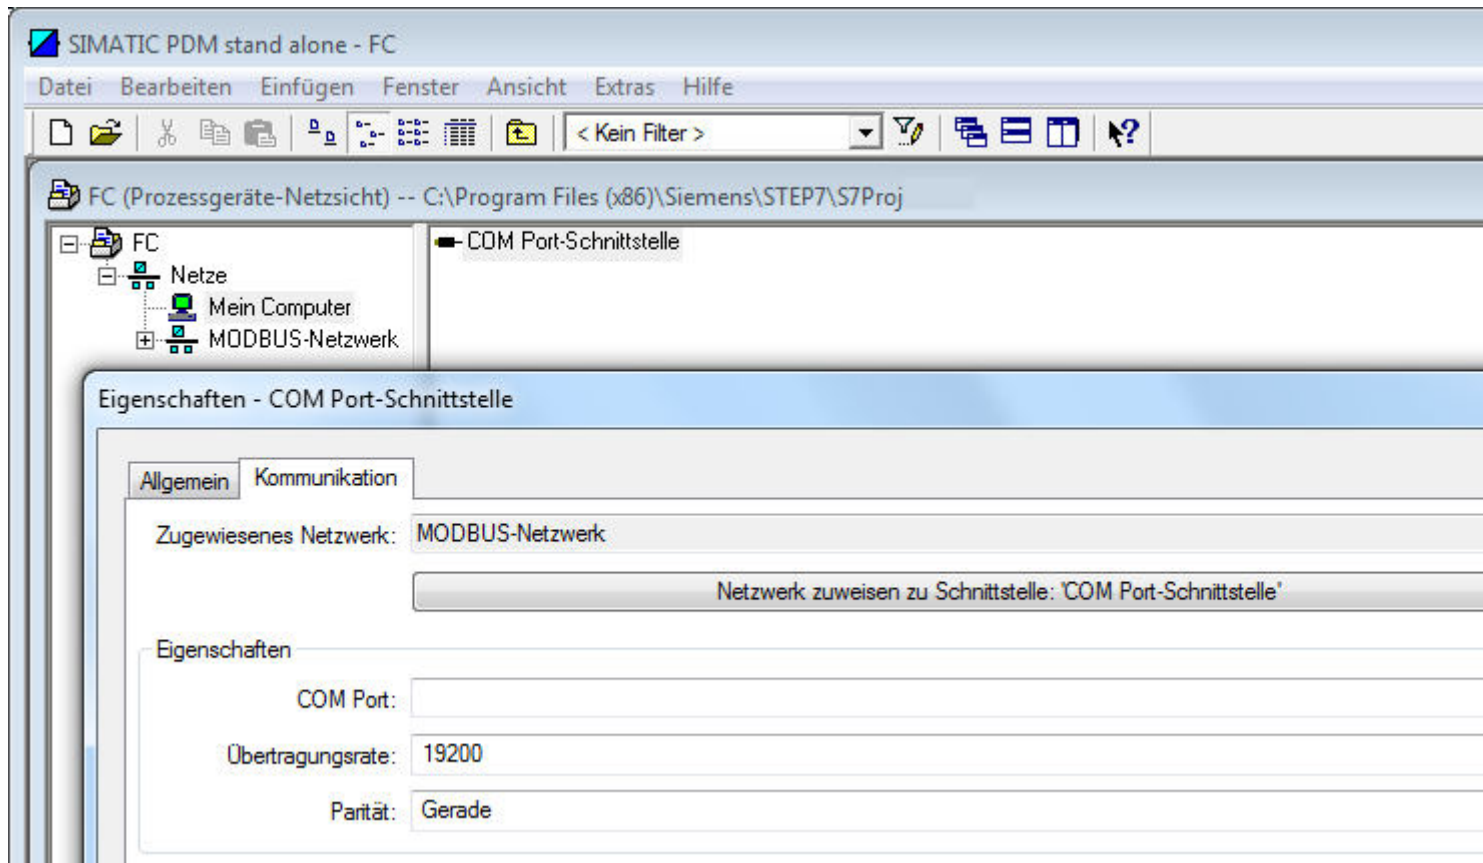 SIMATIC PDM stand alone - FC
Datei Bearbeiten Einfügen Fenster Ansicht Extras Hilfe
< Kein Filter >
FC (Prozessgeräte-Netzsicht) -- C:\Program Files (x86)\Siemens\STEP7\S7Proj
FC
COM Port-Schnittstelle
Netze
Mein Computer
MODBUS-Netzwerk
Eigenschaften - COM Port-Schnittstelle
Allgemein Kommunikation
Zugewiesenes Netzwerk: MODBUS-Netzwerk
Netzwerk zuweisen zu Schnittstelle: 'COM Port-Schnittstelle'
Eigenschaften
COM Port:
Übertragungsrate: 19200
Parität: Gerade